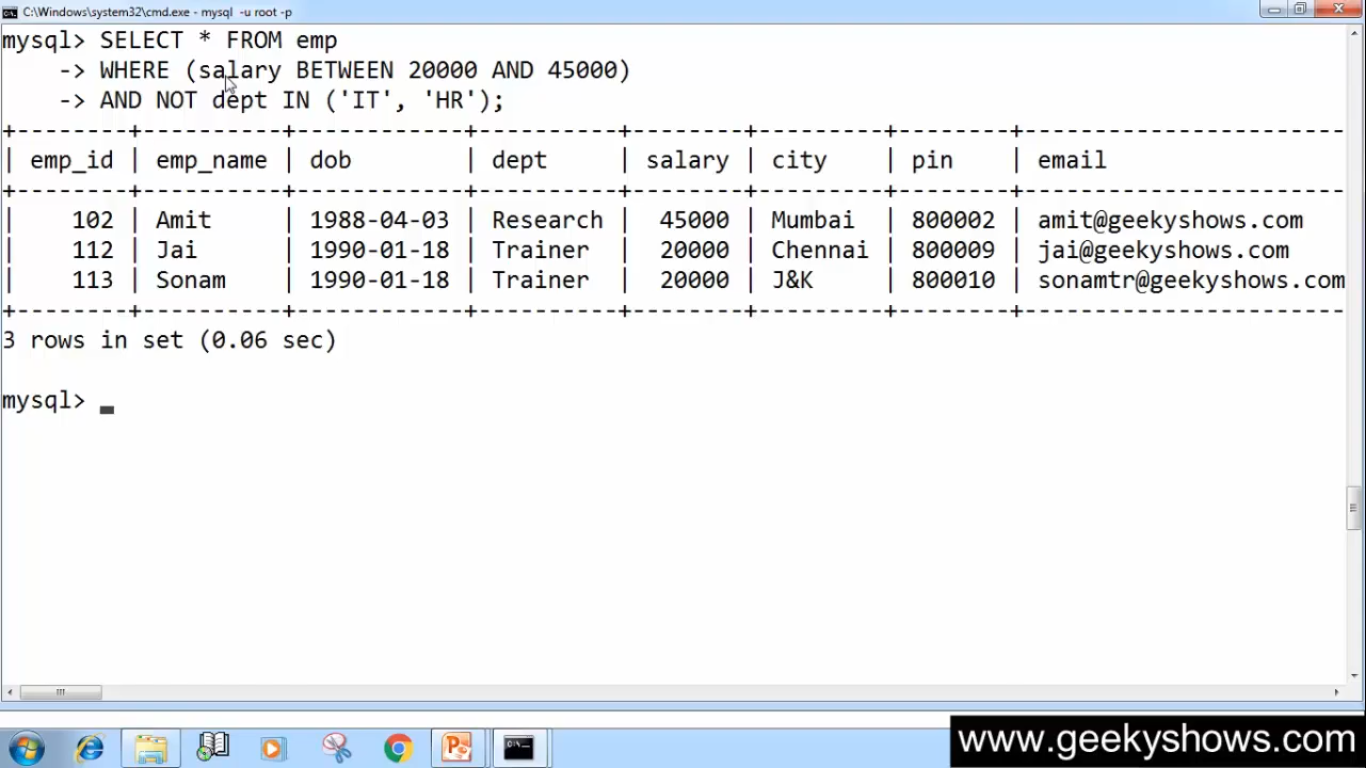 C:\Windows\system32\cmd.exe - mysql -u root -p
mysql> SELECT * FROM emp
-> WHERE (salary BETWEEN 20000 AND 45000)
-> AND NOT dept IN ('IT', 'HR');
+--------+----------+-------------+----------+--------+---------+--------+-----------------------
| emp_id | emp_name | dob | dept | salary | city | pin | email
+--------+----------+-------------+----------+--------+---------+--------+-----------------------
| 102 | Amit | 1988-04-03 | Research | 45000 | Mumbai | 800002 | amit@geekyshows.com
| 112 | Jai | 1990-01-18 | Trainer | 20000 | Chennai | 800009 | jai@geekyshows.com
| 113 | Sonam | 1990-01-18 | Trainer | 20000 | J&K | 800010 | sonamtr@geekyshows.com
+--------+----------+-------------+----------+--------+---------+--------+-----------------------
3 rows in set (0.06 sec)
mysql>
www.geekyshows.com